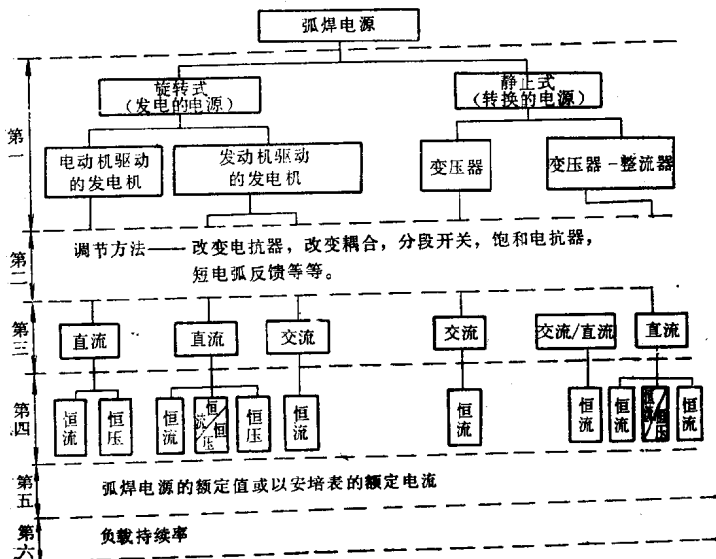 弧焊电源
旋转式
(发电的电源)
静止式
(转换的电源)
第一
电动机驱动
的发电机
发动机驱动
的发电机
变压器
变压器-整流器
第二
调节方法——改变电抗器,改变耦合,分段开关,饱和电抗器,
短电弧反馈等等。
第三
直流
直流
交流
交流
交流/直流
直流
第四
恒流
恒压
恒流
恒流/恒压
恒压
恒流
恒流
恒流
恒流
恒流/恒压
恒流
第五
弧焊电源的额定值或以安培表的额定电流
第六
负载持续率